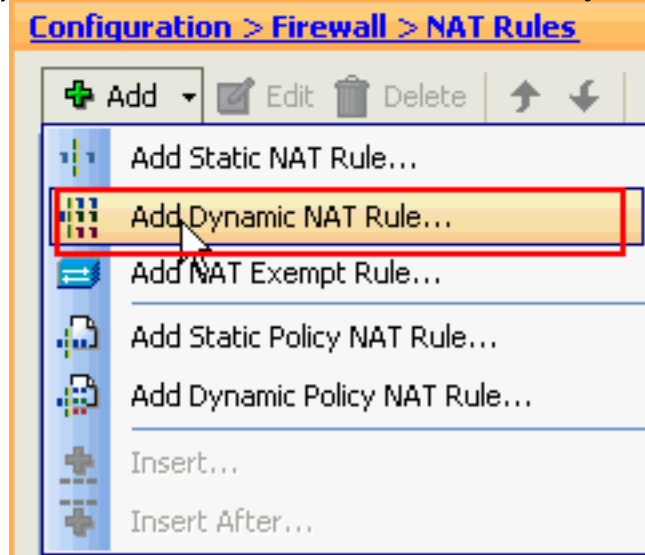 Configuration > Firewall > NAT Rules
Add Edit Delete
Add Static NAT Rule...
Add Dynamic NAT Rule...
Add NAT Exempt Rule...
Add Static Policy NAT Rule...
Add Dynamic Policy NAT Rule...
Insert...
Insert After...